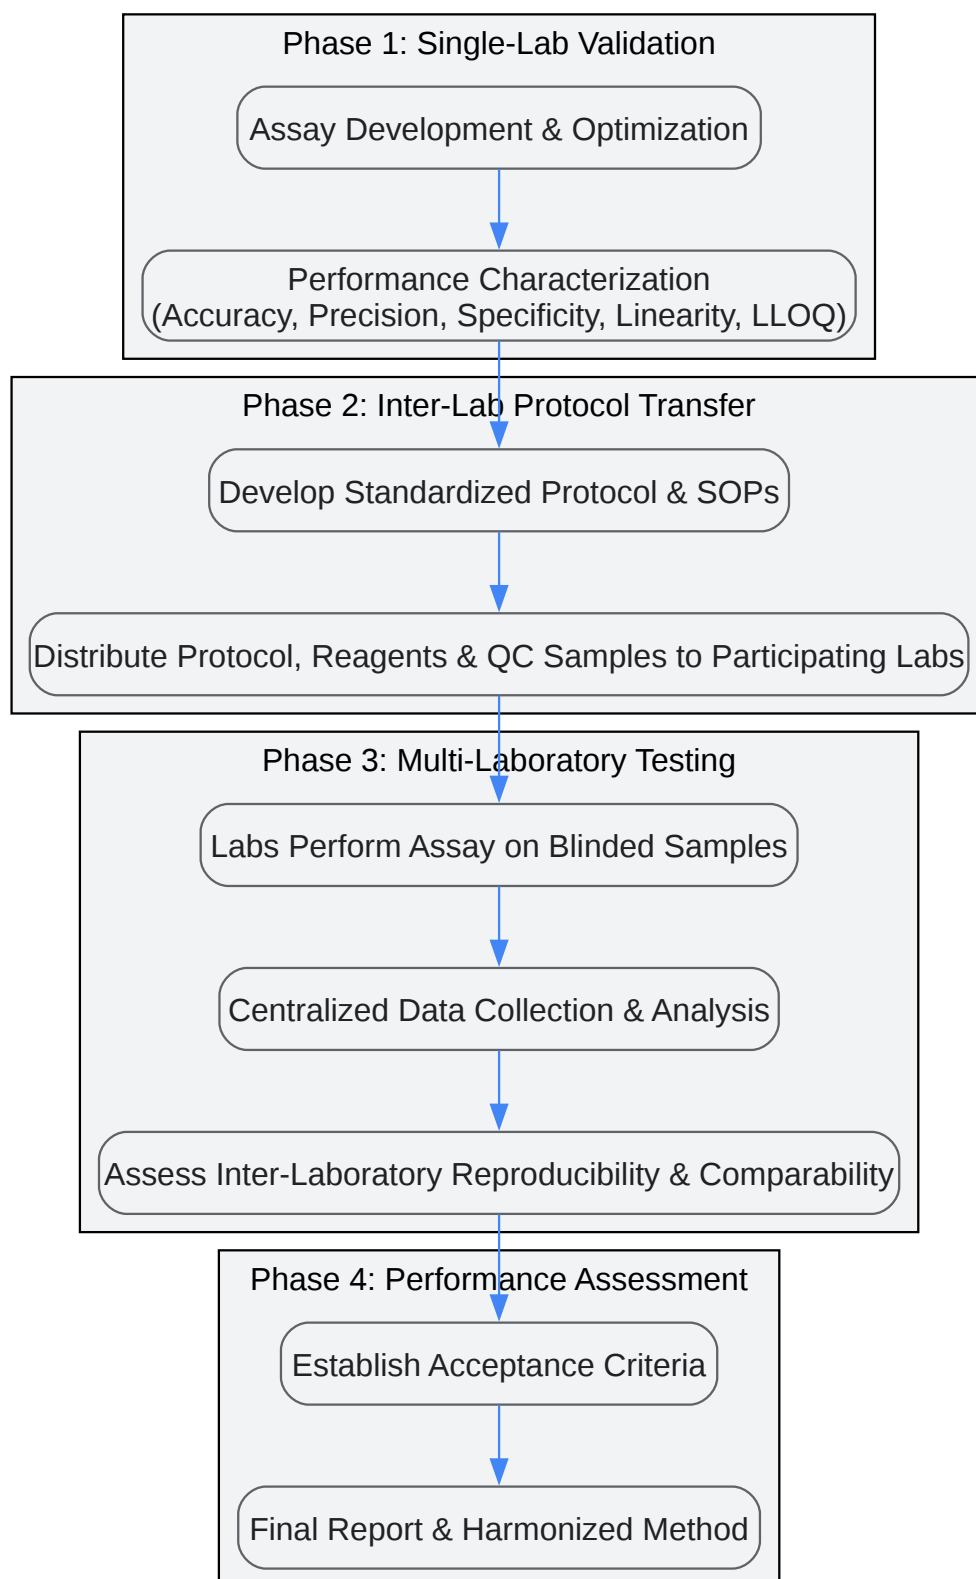 Phase 1: Single-Lab Validation
Assay Development & Optimization
Performance Characterization
(Accuracy, Precision, Specificity, Linearity, LLOQ)
Phase 2: Inter-Lab Protocol Transfer
Develop Standardized Protocol & SOPs
Distribute Protocol, Reagents & QC Samples to Participating Labs
Phase 3: Multi-Laboratory Testing
Labs Perform Assay on Blinded Samples
Centralized Data Collection & Analysis
Assess Inter-Laboratory Reproducibility & Comparability
Phase 4: Performance Assessment
Establish Acceptance Criteria
Final Report & Harmonized Method